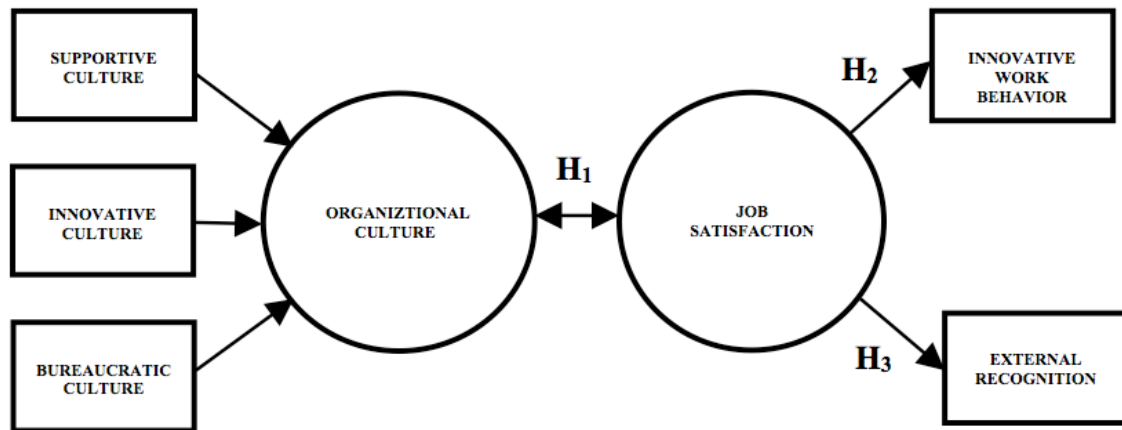 SUPPORTIVE
CULTURE
INNOVATIVE
CULTURE
BUREAUCRATIC
CULTURE
ORGANIZTIONAL
CULTURE
H₁
JOB
SATISFACTION
H₂
INNOVATIVE
WORK
BEHAVIOR
H₃
EXTERNAL
RECOGNITION